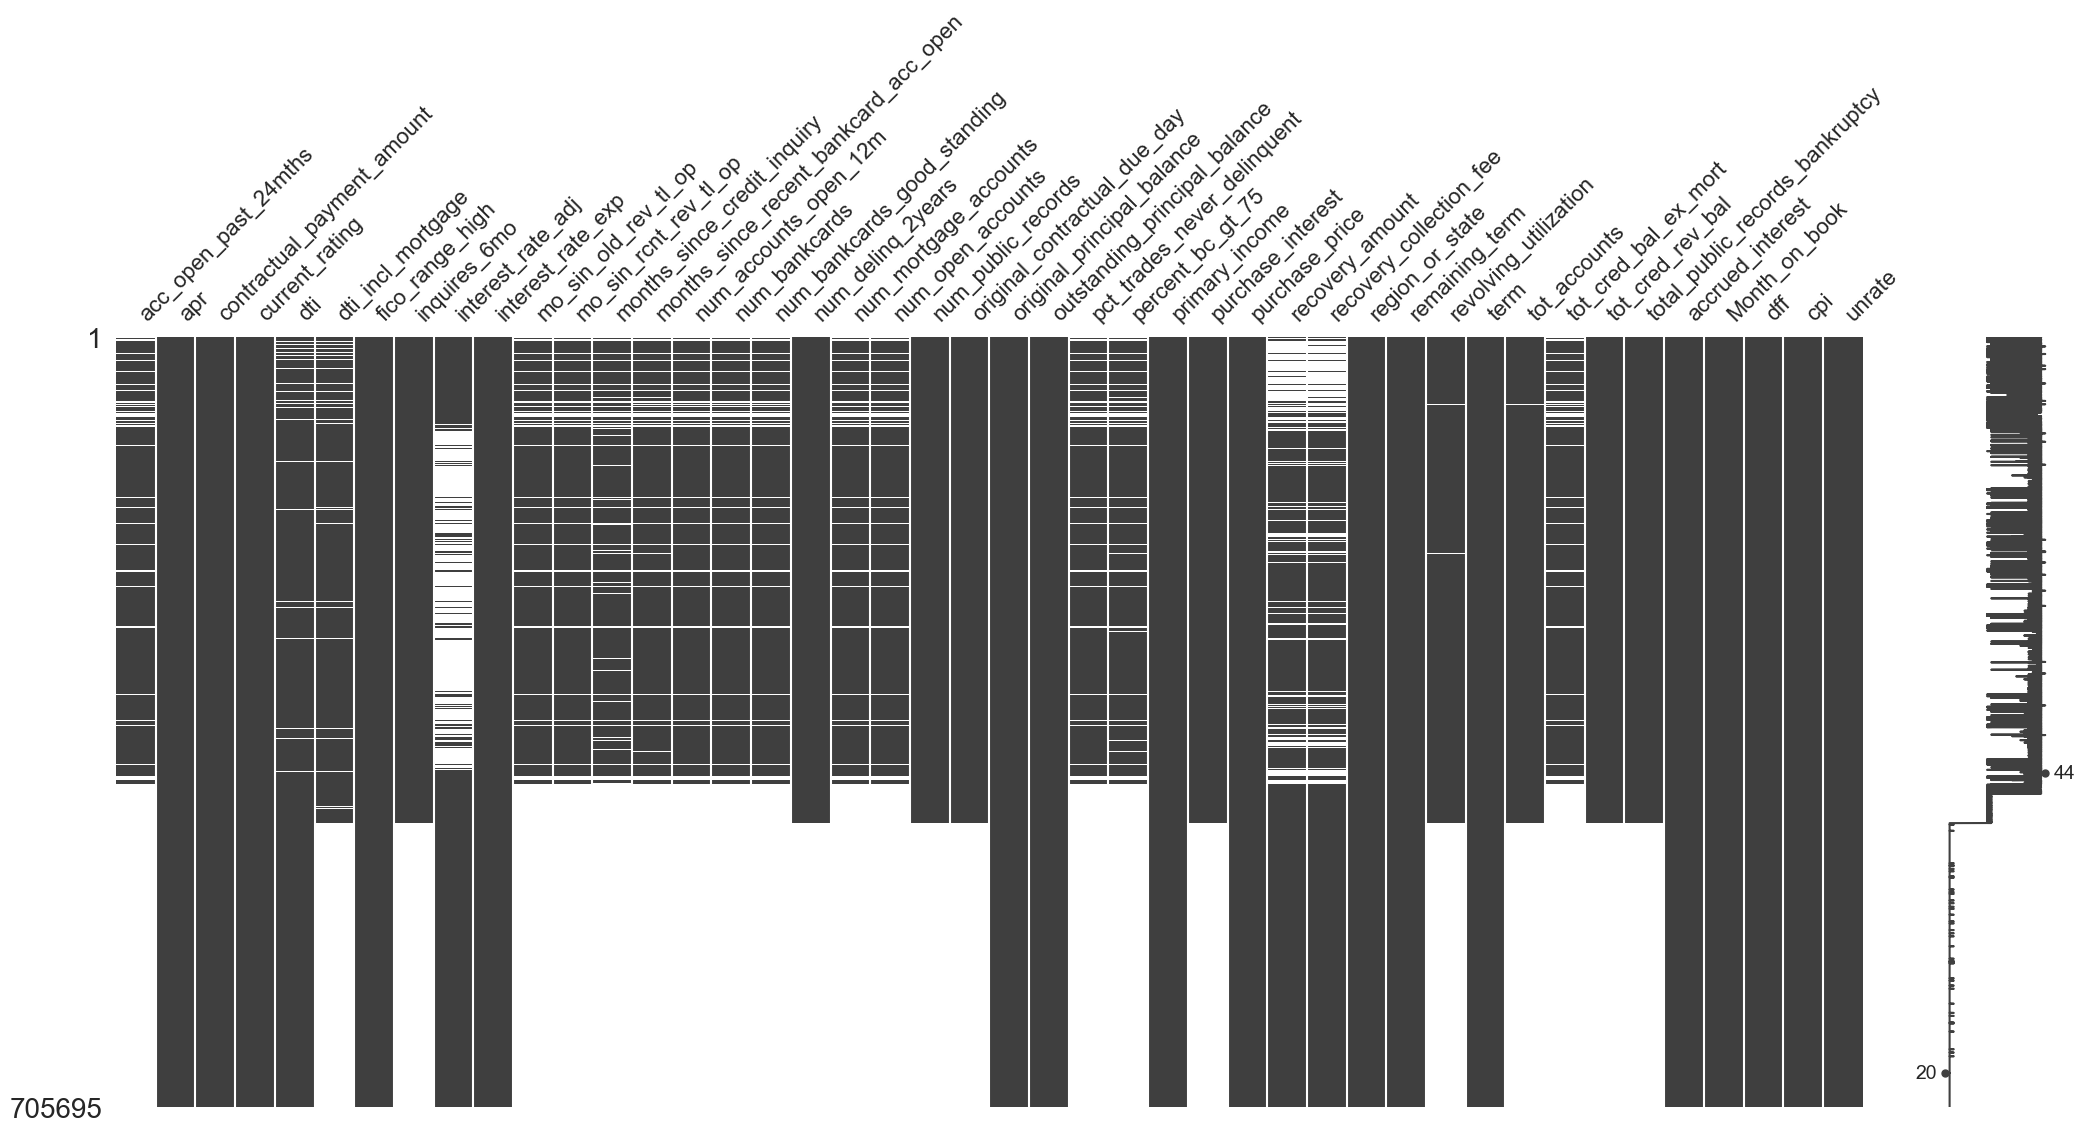 acc_open_past_24mths
apr
contractual_payment_amount
current_rating
dti
dti_incl_mortgage
fico_range_high
inquires_6mo
interest_rate_adj
interest_rate_exp
mo_sin_old_rev_tl_op
mo_sin_rcnt_rev_tl_op
months_since_credit_inquiry
months_since_recent_bankcard_acc_open
num_accounts_open_12m
num_bankcards
num_bankcards_good_standing
num_delinq_2years
num_mortgage_accounts
num_open_accounts
num_public_records
original_contractual_due_day
original_principal_balance
outstanding_principal_balance
pct_trades_never_delinquent
percent_bc_gt_75
primary_income
purchase_interest
purchase_price
recovery_amount
recovery_collection_fee
region_or_state
remaining_term
revolving_utilization
term
tot_accounts
tot_cred_bal_ex_mort
tot_cred_rev_bal
total_public_records_bankruptcy
accrued_interest
Month_on_book
dff
cpi
unrate
1
44
20
705695